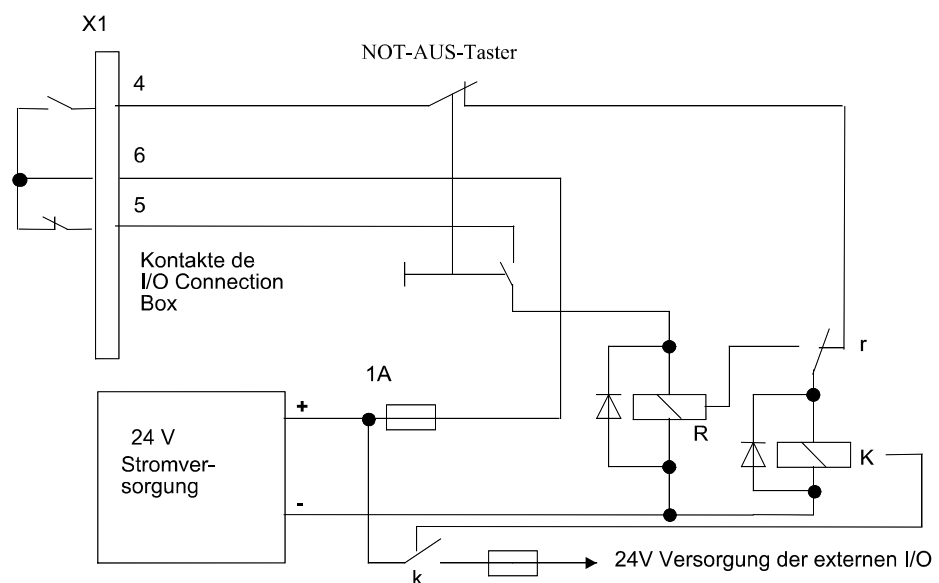 X1
NOT-AUS-Taster
4
6
5
Kontakte de
I/O Connection
Box
r
1A
+
24 V
Stromver-
sorgung
R
K
-
k
24V Versorgung der externen I/O